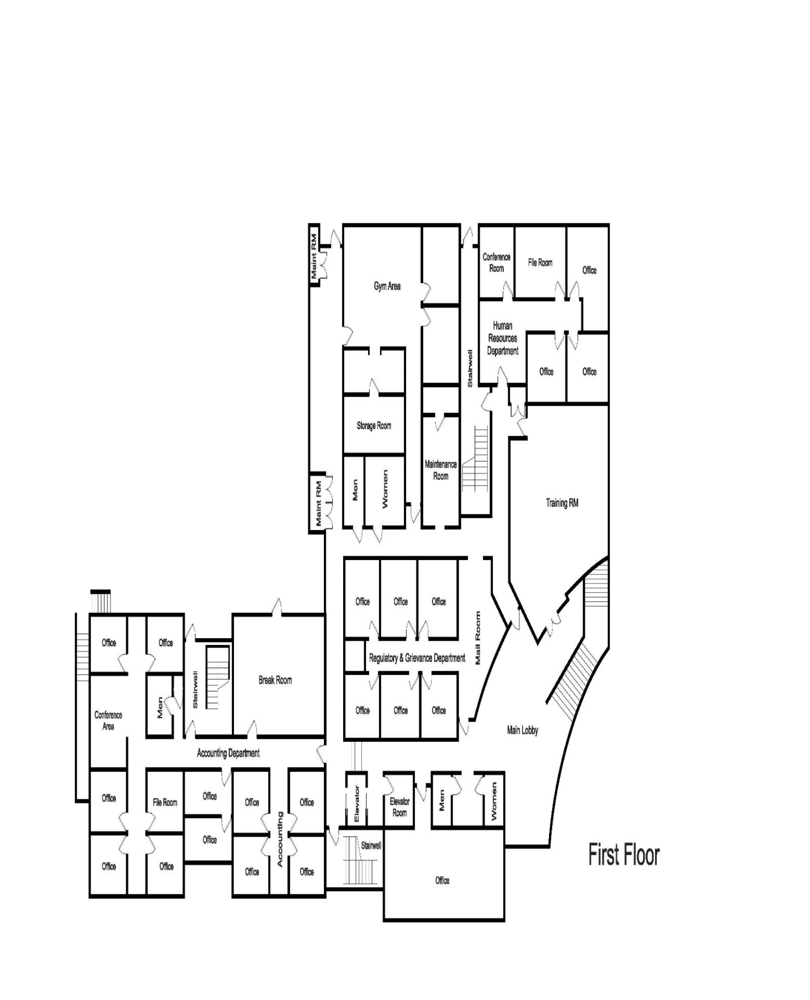 Maint RM
Conference
Room
File Room
Office
Gym Area
Human
Resources
Department
Stairwell
Office
Office
Storage Room
Maintenance
Room
Men
Women
Maint RM
Training RM
Office
Office
Office
Mail Room
Regulatory & Grievance Department
Office
Office
Office
Office
Office
Stairwell
Break Room
Men
Conference
Area
Main Lobby
Accounting Department
Office
File Room
Office
Office
Office
Accounting
Elevator
Elevator
Room
Men
Women
Office
Office
Office
Office
Office
Stairwell
Office
First Floor